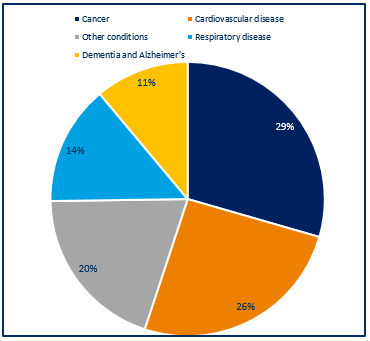 Cancer
Cardiovascular disease
Other conditions
Respiratory disease
Dementia and Alzheimer's
11%
29%
14%
20%
26%